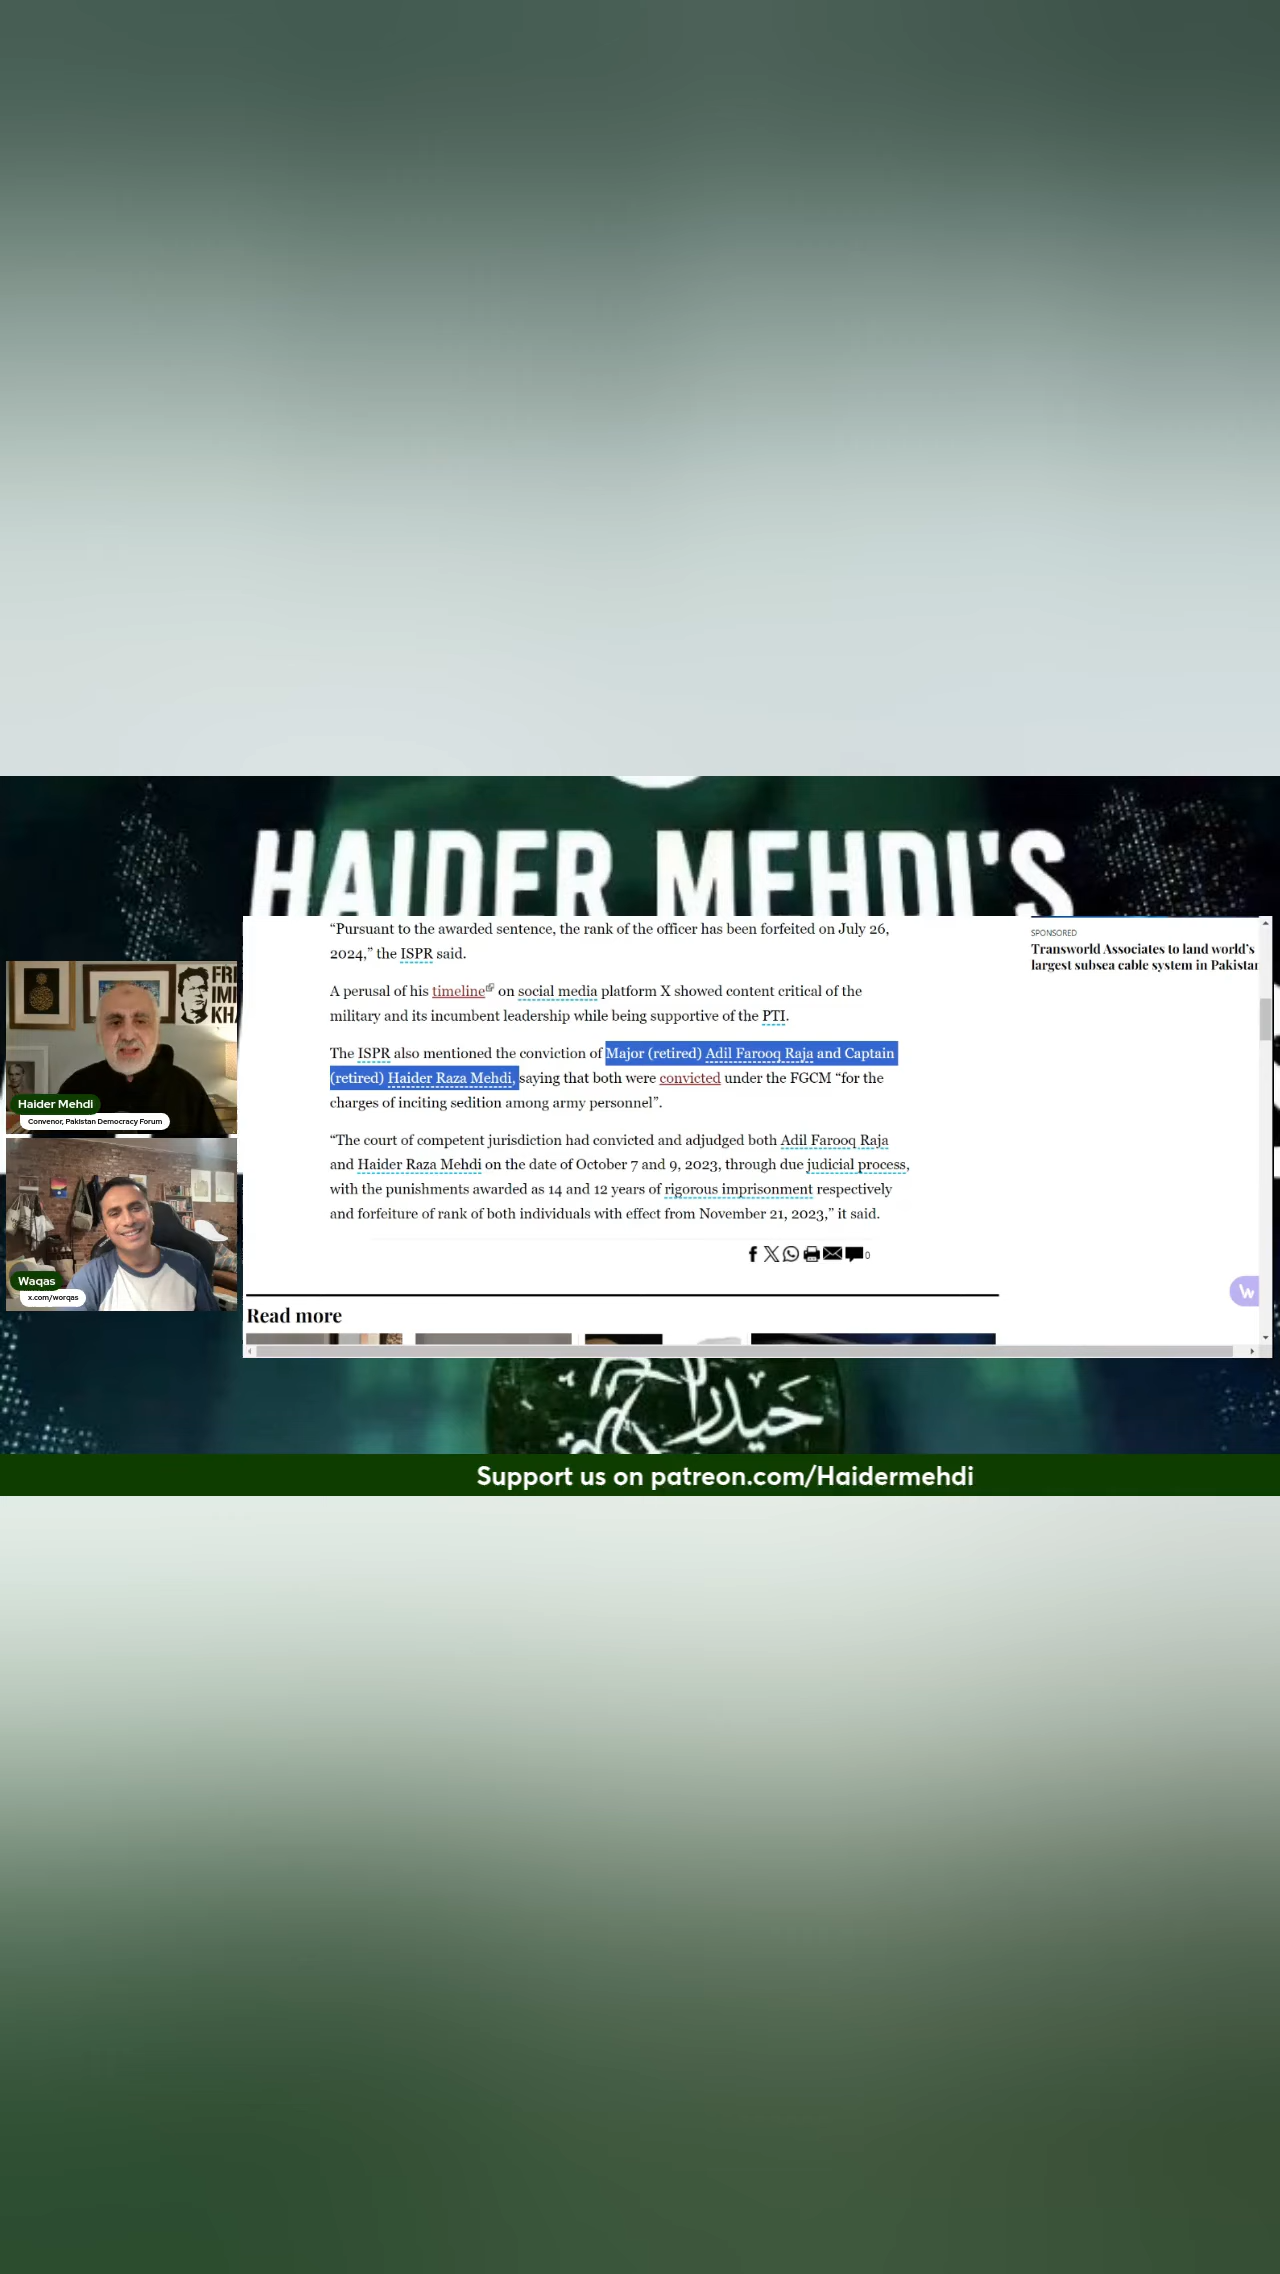 HAIDER MEHDI'S
“Pursuant to the awarded sentence, the rank of the officer has been forfeited on July 26,
2024,” the ISPR said.
A perusal of his timeline on social media platform X showed content critical of the
military and its incumbent leadership while being supportive of the PTI.
The ISPR also mentioned the conviction of Major (retired) Adil Farooq Raja and Captain
(retired) Haider Raza Mehdi, saying that both were convicted under the FGCM “for the
charges of inciting sedition among army personnel”.
“The court of competent jurisdiction had convicted and adjudged both Adil Farooq Raja
and Haider Raza Mehdi on the date of October 7 and 9, 2023, through due judicial process,
with the punishments awarded as 14 and 12 years of rigorous imprisonment respectively
and forfeiture of rank of both individuals with effect from November 21, 2023,” it said.
0
Read more
SPONSORED
Transworld Associates to land world’s
largest subsea cable system in Pakistan
W
FRE
IMR
KHA
Haider Mehdi
Convenor, Pakistan Democracy Forum
Waqas
x.com/worqas
حيدر
Support us on patreon.com/Haidermehdi